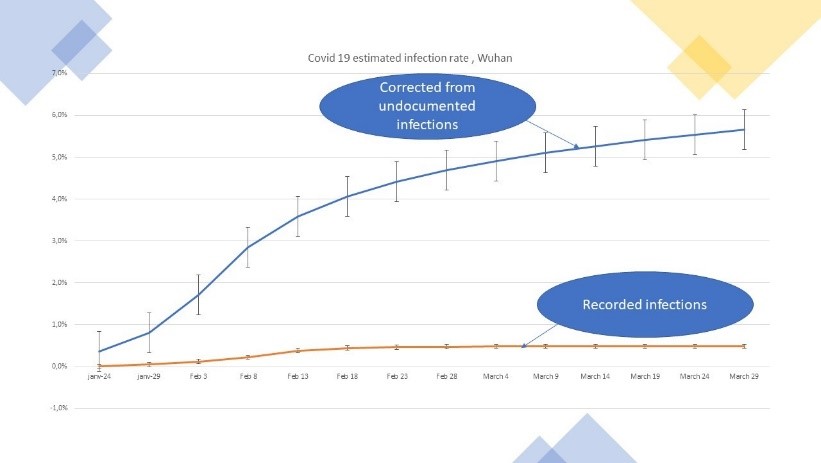 Covid 19 estimated infection rate , Wuhan
7,0%
Corrected from
undocumented
infections
6,0%
5,0%
4,0%
3,0%
2,0%
Recorded infections
1,0%
0,0%
janv-24 janv-29 Feb 3 Feb 8 Feb 13 Feb 18 Feb 23 Feb 28 March 4 March 9 March 14 March 19 March 24 March 29
-1,0%